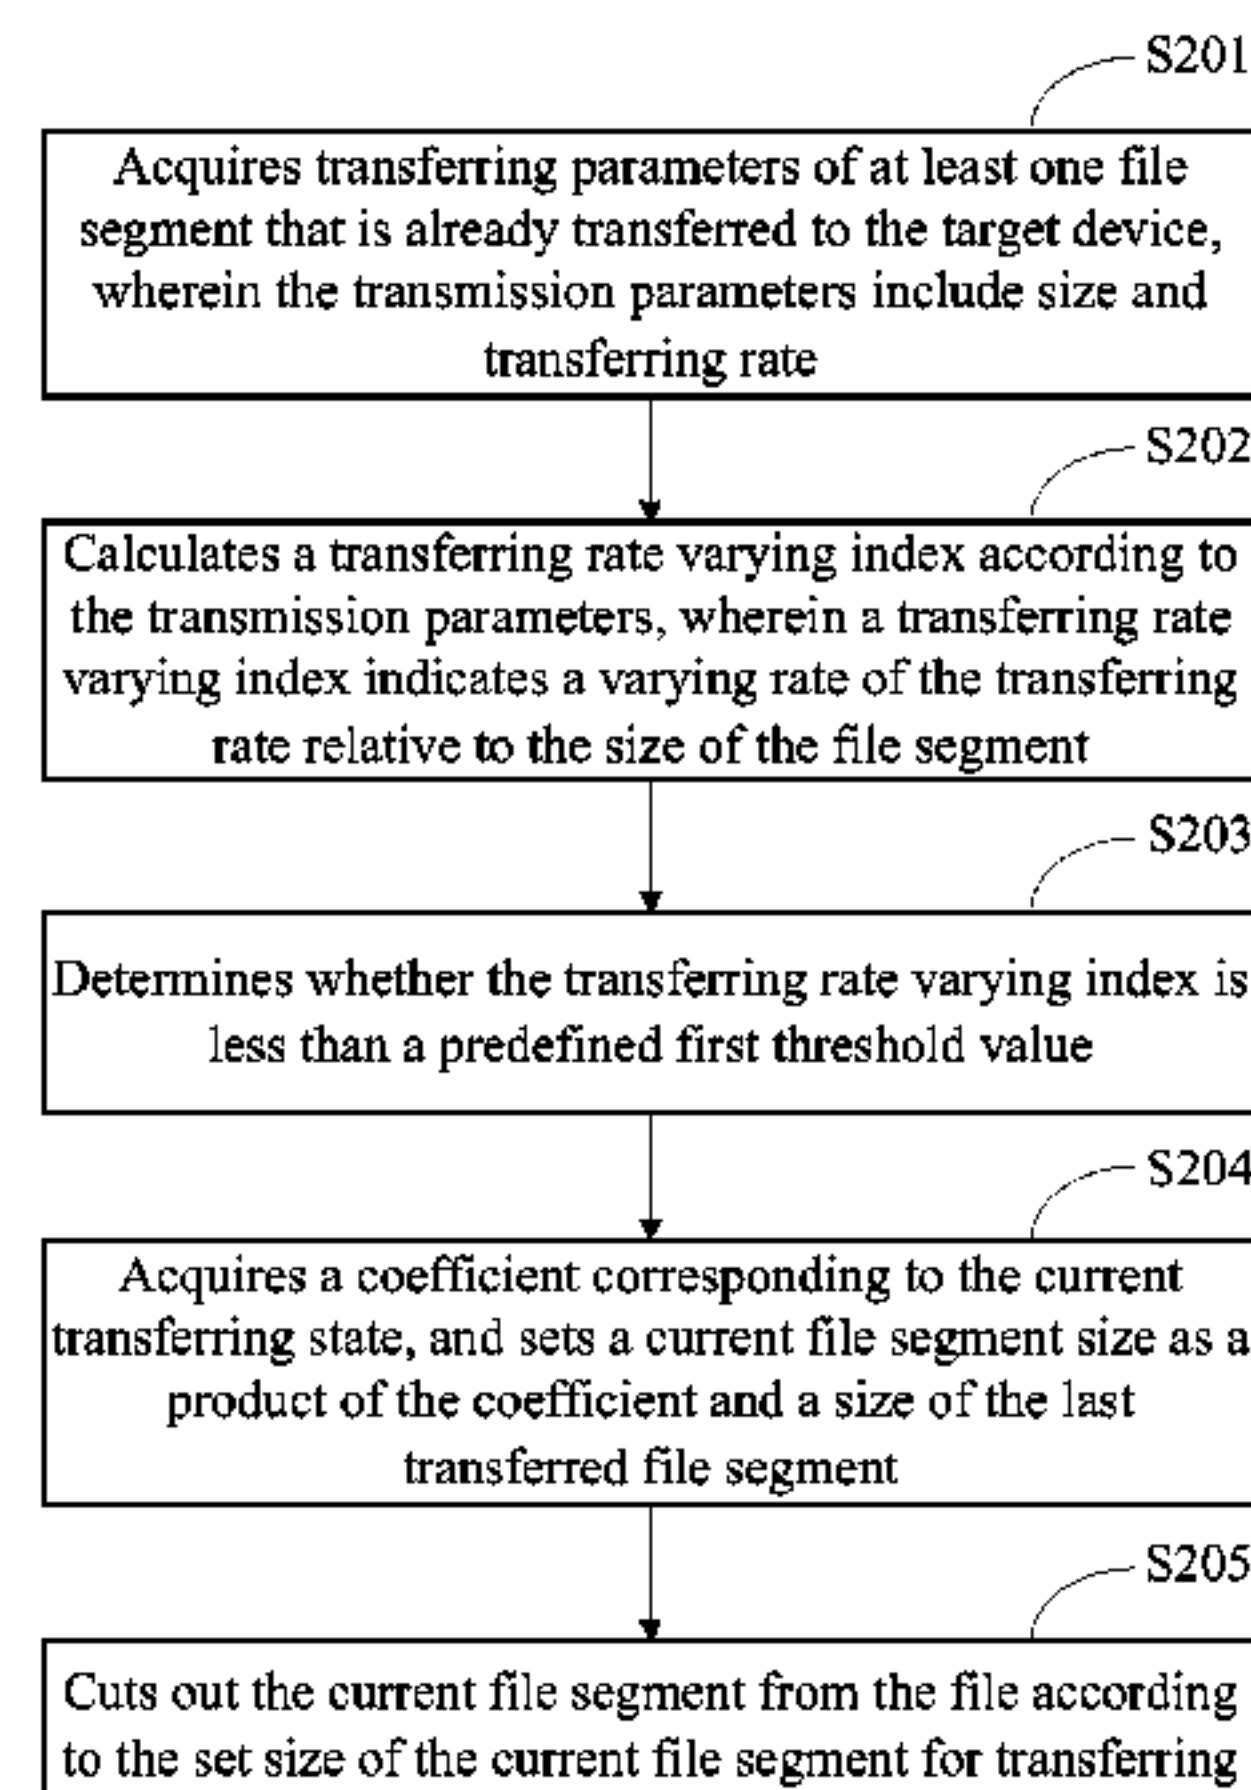 S201
Acquires transferring parameters of at least one file
segment that is already transferred to the target device,
wherein the transmission parameters include size and
transferring rate
S202
Calculates a transferring rate varying index according to
the transmission parameters, wherein a transferring rate
varying index indicates a varying rate of the transferring
rate relative to the size of the file segment
S203
Determines whether the transferring rate varying index is
less than a predefined first threshold value
S204
Acquires a coefficient corresponding to the current
transferring state, and sets a current file segment size as a
product of the coefficient and a size of the last
transferred file segment
S205
Cuts out the current file segment from the file according
to the set size of the current file segment for transferring